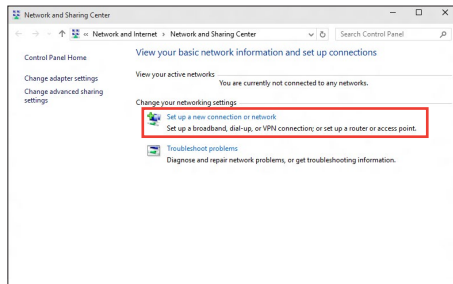 Network and Sharing Center
« Network and Internet › Network and Sharing Center
Search Control Panel
Control Panel Home
Change adapter settings
Change advanced sharing
settings
View your basic network information and set up connections
View your active networks
You are currently not connected to any networks.
Change your networking settings
Set up a new connection or network
Set up a broadband, dial-up, or VPN connection; or set up a router or access point.
Troubleshoot problems
Diagnose and repair network problems, or get troubleshooting information.